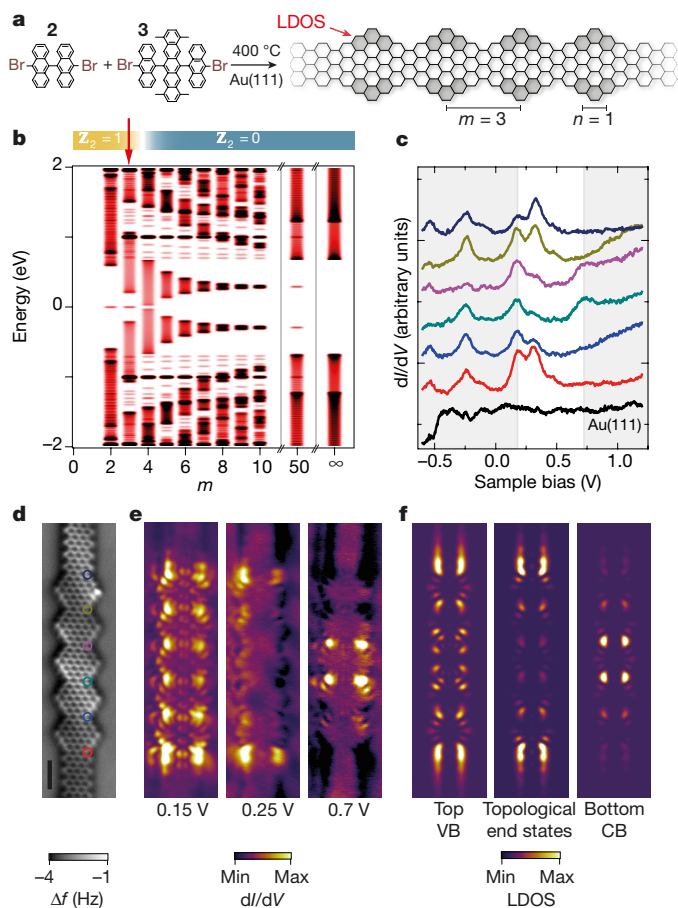 a
2
3
LDOS
Br
Br
+
Br
Br
400 °C
Au(111)
m = 3
n = 1
b
ℤ₂ = 1
ℤ₂ = 0
2
1
0
−1
−2
Energy (eV)
0
2
4
6
8
10
50
∞
m
c
dI/dV (arbitrary units)
Au(111)
−0.5
0.0
0.5
1.0
Sample bias (V)
d
e
f
0.15 V
0.25 V
0.7 V
Top
VB
Topological
end states
Bottom
CB
−4
−1
Δf (Hz)
Min
Max
dI/dV
Min
Max
LDOS